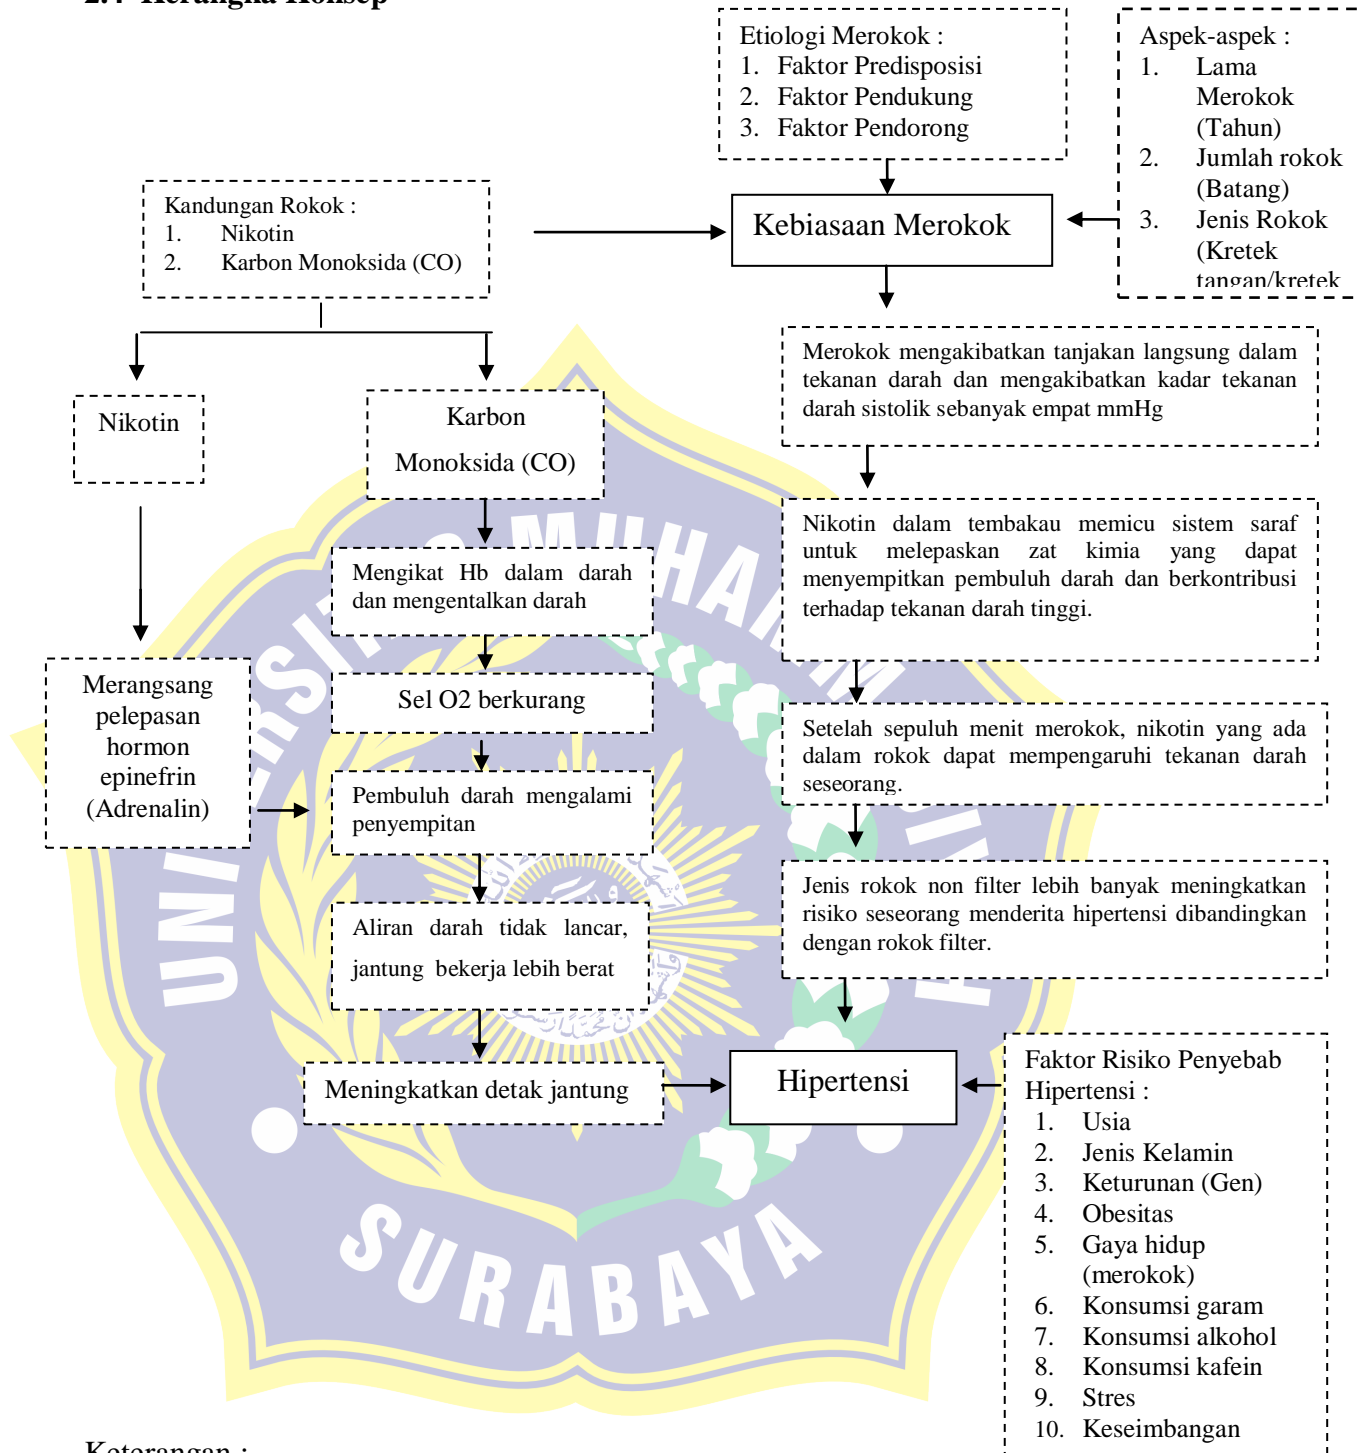 2.4 Kerangka Konsep
Etiologi Merokok :
1. Faktor Predisposisi
2. Faktor Pendukung
3. Faktor Pendorong
Aspek-aspek :
1. Lama
Merokok
(Tahun)
2. Jumlah rokok
(Batang)
3. Jenis Rokok
(Kretek
tangan/kretek
Kandungan Rokok :
1. Nikotin
2. Karbon Monoksida (CO)
Kebiasaan Merokok
Nikotin
Karbon
Monoksida (CO)
Merokok mengakibatkan tanjakan langsung dalam
tekanan darah dan mengakibatkan kadar tekanan
darah sistolik sebanyak empat mmHg
Mengikat Hb dalam darah
dan mengentalkan darah
Nikotin dalam tembakau memicu sistem saraf
untuk melepaskan zat kimia yang dapat
menyempitkan pembuluh darah dan berkontribusi
terhadap tekanan darah tinggi.
Merangsang
pelepasan
hormon
epinefrin
(Adrenalin)
Sel O2 berkurang
Setelah sepuluh menit merokok, nikotin yang ada
dalam rokok dapat mempengaruhi tekanan darah
seseorang.
Pembuluh darah mengalami
penyempitan
Jenis rokok non filter lebih banyak meningkatkan
risiko seseorang menderita hipertensi dibandingkan
dengan rokok filter.
Aliran darah tidak lancar,
jantung bekerja lebih berat
Meningkatkan detak jantung
Hipertensi
Faktor Risiko Penyebab
Hipertensi :
1. Usia
2. Jenis Kelamin
3. Keturunan (Gen)
4. Obesitas
5. Gaya hidup
(merokok)
6. Konsumsi garam
7. Konsumsi alkohol
8. Konsumsi kafein
9. Stres
10. Keseimbangan
SURABAYA
Keterangan :